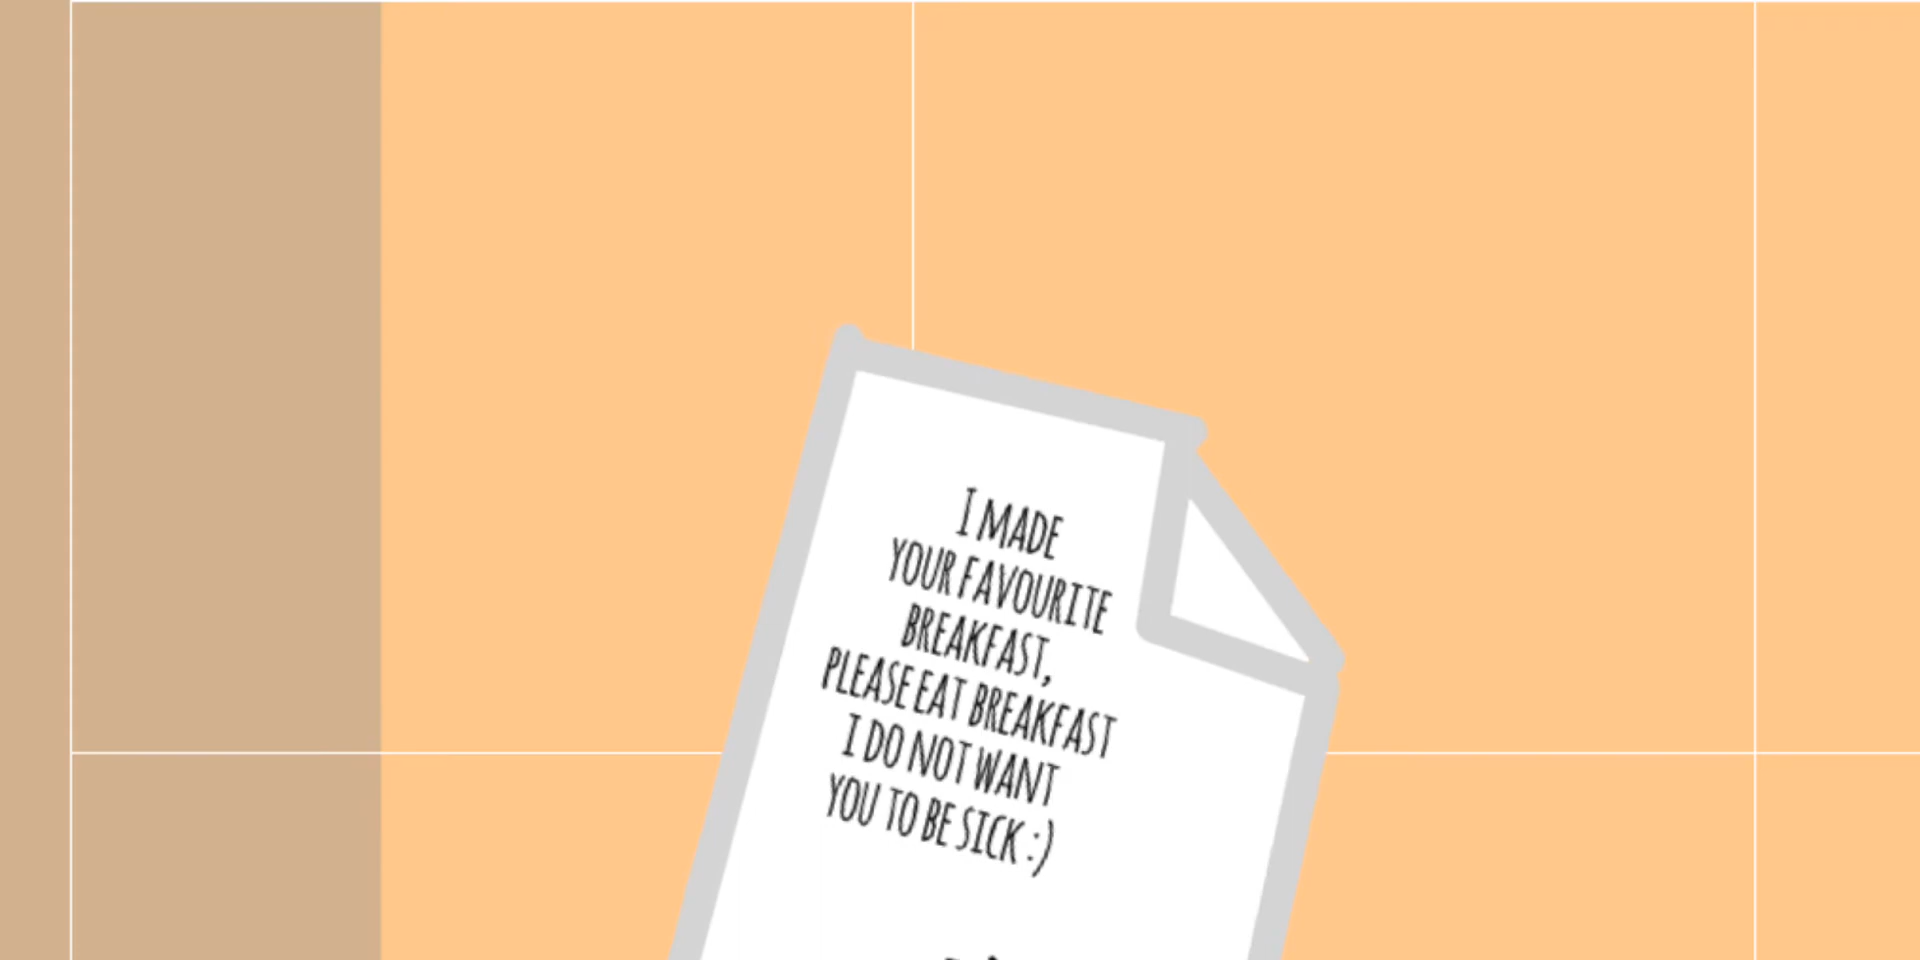 I MADE
YOUR FAVOURITE
BREAKFAST,
PLEASE EAT BREAKFAST
I DO NOT WANT
YOU TO BE SICK :)